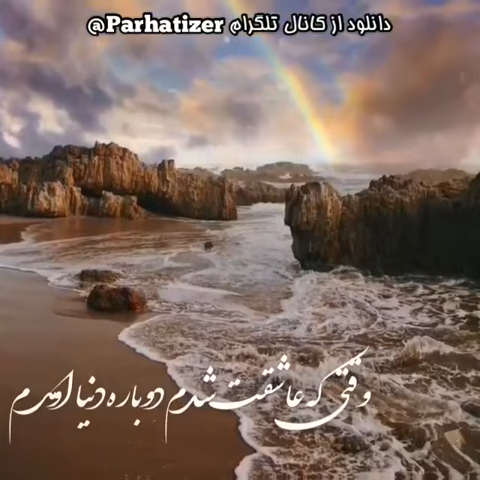 دانلود از کانال تلگرام Parhatizer@
وقتی که عاشقت شدم دوباره دنیا اومدم